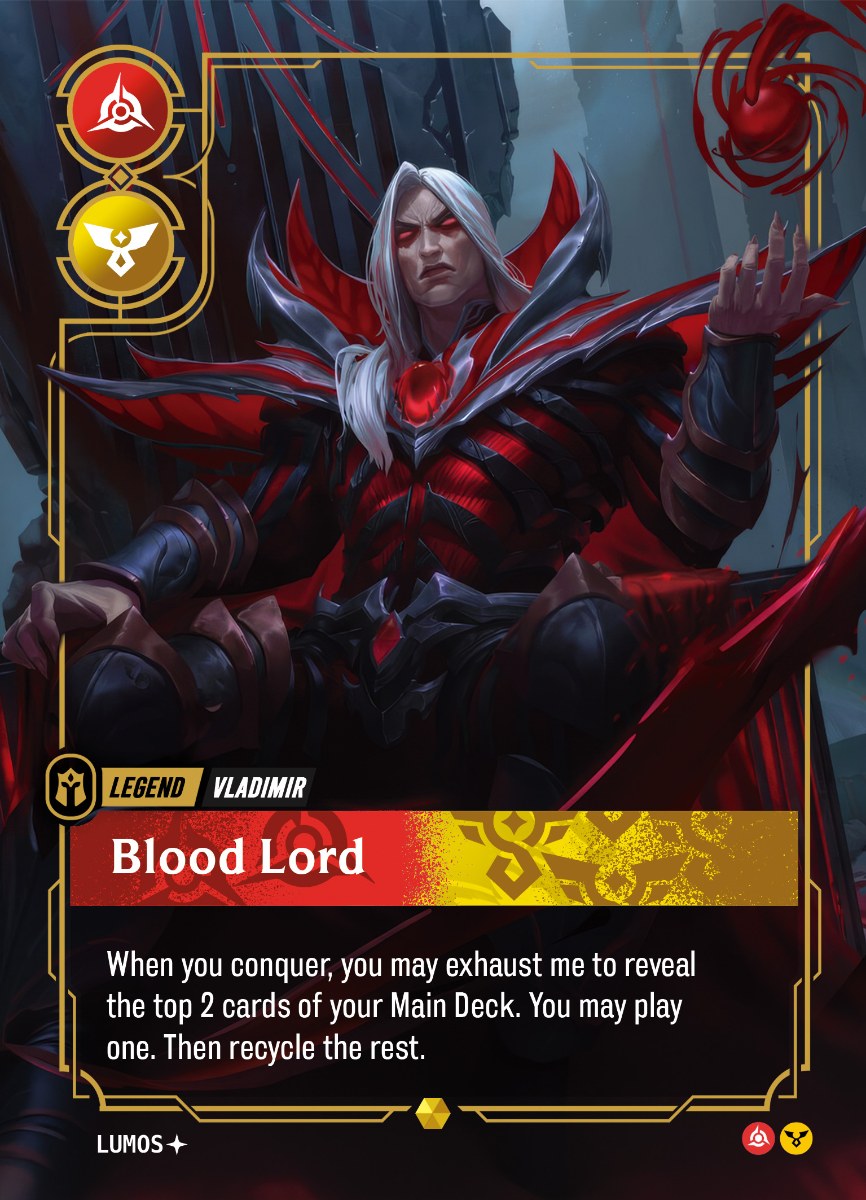 LEGEND VLADIMIR
Blood Lord
When you conquer, you may exhaust me to reveal
the top 2 cards of your Main Deck. You may play
one. Then recycle the rest.
LUMOS